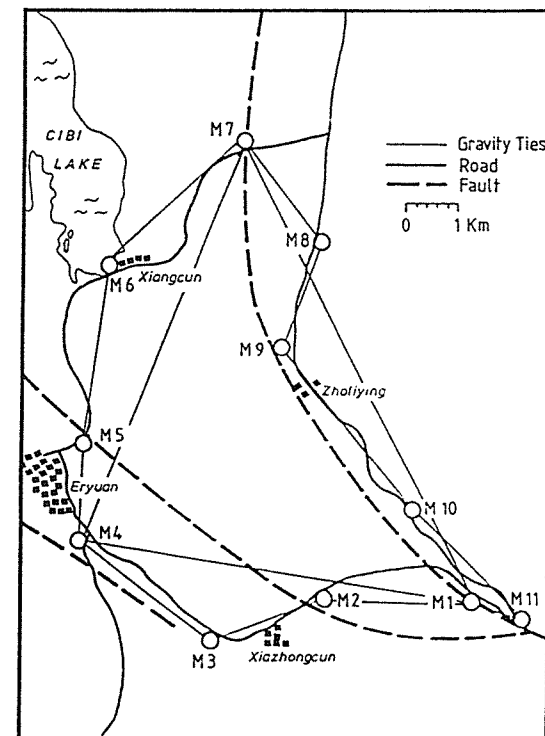 M7
CIBI
LAKE
Gravity Ties
Road
Fault
0 1 Km
M8
M6
Xiangcun
M9
Zhaliying
M5
Eryuan
M4
M10
M2
M1
M11
M3
Xiazhongcun